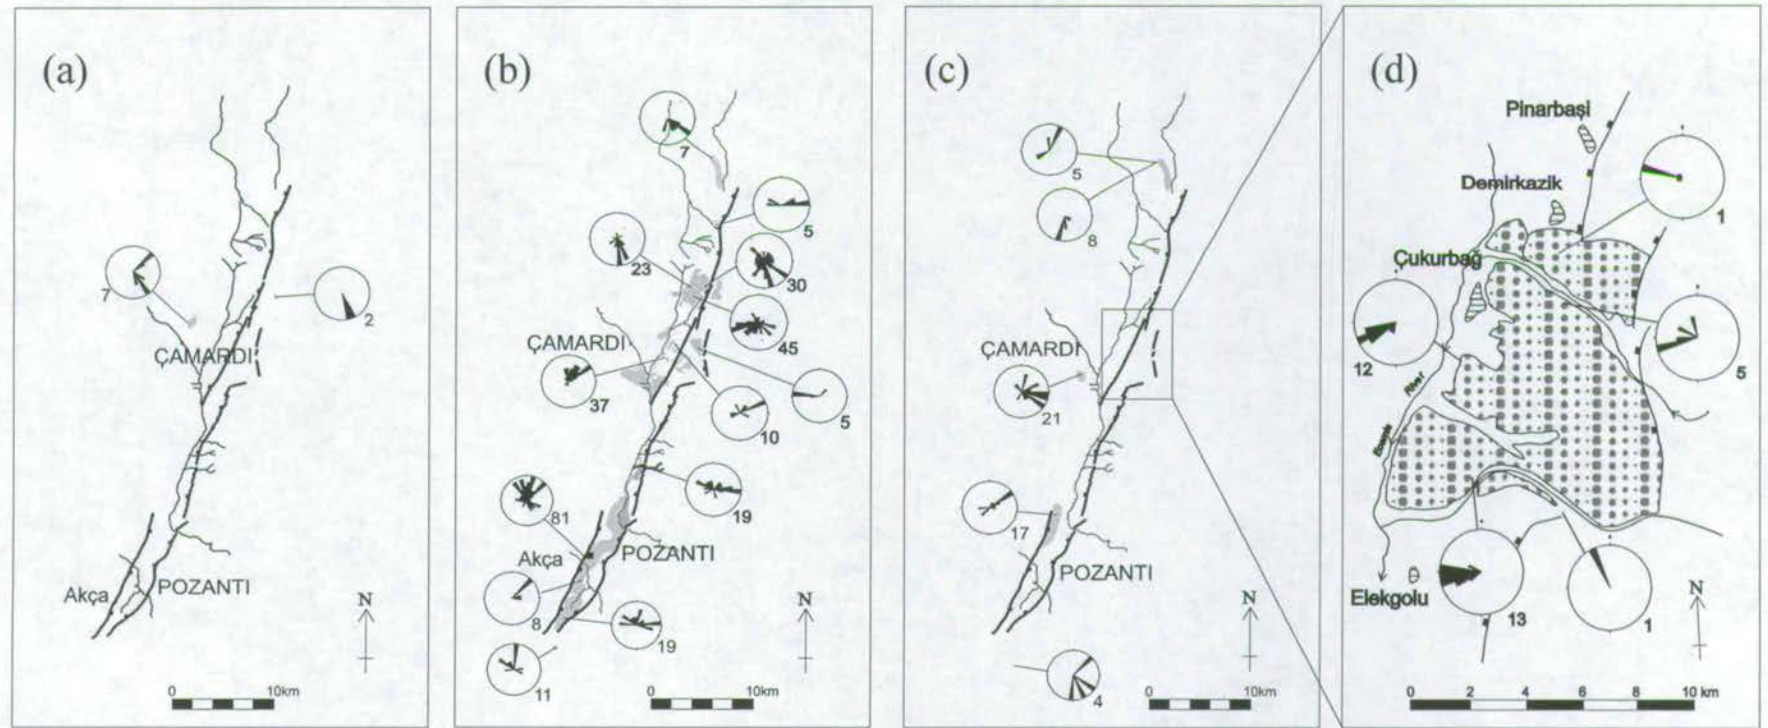 (a)
7
2
ÇAMARDI
POZANTI
Akça
N
0 10km
(b)
7
5
23
30
45
ÇAMARDI
37
10
5
81
19
Akça
POZANTI
8
19
11
N
0 10km
(c)
5
8
ÇAMARDI
21
17
POZANTI
N
4
0 10km
(d)
Pinarbaşi
Demirkazik
1
Çukurbağ
12
5
River
Elekgolu
13
1
N
0 2 4 6 8 10 km